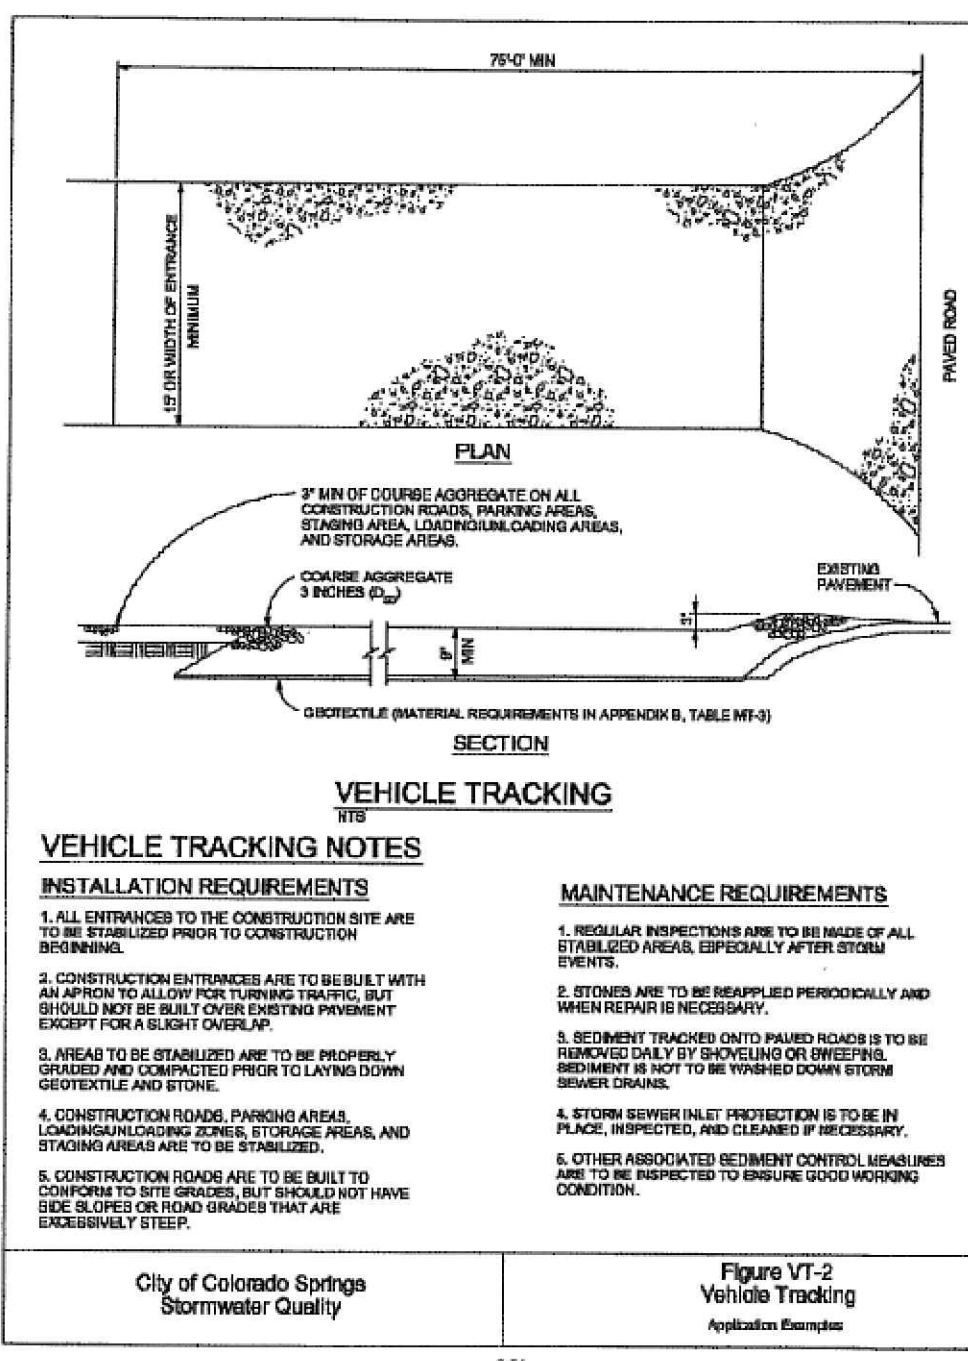 75'-0" MIN
15' OR WIDTH OF ENTRANCE
MINIMUM
PAVED ROAD
PLAN
3" MIN OF COURSE AGGREGATE ON ALL
CONSTRUCTION ROADS, PARKING AREAS,
STAGING AREA, LOADING/UNLOADING AREAS,
AND STORAGE AREAS.
COARSE AGGREGATE
3 INCHES (D50)
EXISTING
PAVEMENT
3"
9"
MIN
GEOTEXTILE (MATERIAL REQUIREMENTS IN APPENDIX B, TABLE MT-3)
SECTION
VEHICLE TRACKING
NTS
VEHICLE TRACKING NOTES
INSTALLATION REQUIREMENTS
1. ALL ENTRANCES TO THE CONSTRUCTION SITE ARE
TO BE STABILIZED PRIOR TO CONSTRUCTION
BEGINNING.
2. CONSTRUCTION ENTRANCES ARE TO BE BUILT WITH
AN APRON TO ALLOW FOR TURNING TRAFFIC, BUT
SHOULD NOT BE BUILT OVER EXISTING PAVEMENT
EXCEPT FOR A SLIGHT OVERLAP.
3. AREAS TO BE STABILIZED ARE TO BE PROPERLY
GRADED AND COMPACTED PRIOR TO LAYING DOWN
GEOTEXTILE AND STONE.
4. CONSTRUCTION ROADS, PARKING AREAS,
LOADING/UNLOADING ZONES, STORAGE AREAS, AND
STAGING AREAS ARE TO BE STABILIZED.
5. CONSTRUCTION ROADS ARE TO BE BUILT TO
CONFORM TO SITE GRADES, BUT SHOULD NOT HAVE
SIDE SLOPES OR ROAD GRADES THAT ARE
EXCESSIVELY STEEP.
MAINTENANCE REQUIREMENTS
1. REGULAR INSPECTIONS ARE TO BE MADE OF ALL
STABILIZED AREAS, ESPECIALLY AFTER STORM
EVENTS.
2. STONES ARE TO BE REAPPLIED PERIODICALLY AND
WHEN REPAIR IS NECESSARY.
3. SEDIMENT TRACKED ONTO PAVED ROADS IS TO BE
REMOVED DAILY BY SHOVELING OR SWEEPING.
SEDIMENT IS NOT TO BE WASHED DOWN STORM
SEWER DRAINS.
4. STORM SEWER INLET PROTECTION IS TO BE IN
PLACE, INSPECTED, AND CLEANED IF NECESSARY.
5. OTHER ASSOCIATED SEDIMENT CONTROL MEASURES
ARE TO BE INSPECTED TO ENSURE GOOD WORKING
CONDITION.
City of Colorado Springs
Stormwater Quality
Figure VT-2
Vehicle Tracking
Application Examples